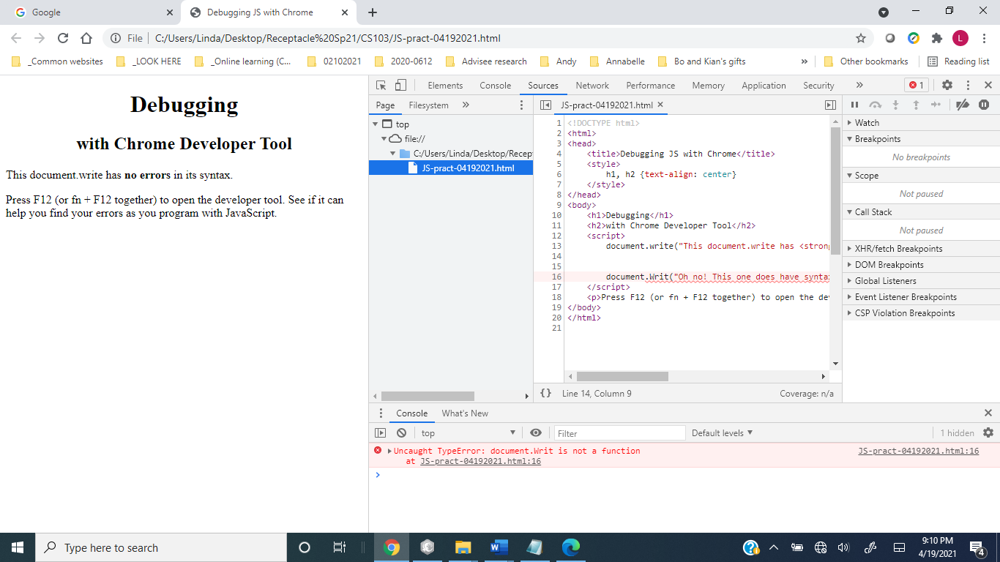 Google
Debugging JS with Chrome
File
C:/Users/Linda/Desktop/Receptacle%20Sp21/CS103/JS-pract-04192021.html
L
_Common websites
_LOOK HERE
_Online learning (C...
02102021
2020-0612
Advisee research
Andy
Annabelle
Bo and Kian's gifts
»
Other bookmarks
Reading list
Debugging
with Chrome Developer Tool
This document.write has no errors in its syntax.
Press F12 (or fn + F12 together) to open the developer tool. See if it can
help you find your errors as you program with JavaScript.
Elements Console Sources Network Performance Memory Application Security » 1
Page Filesystem »
top
file://
C:/Users/Linda/Desktop/Recep
JS-pract-04192021.html
JS-pract-04192021.html
1 <!DOCTYPE html>
2 <html>
3 <head>
4 <title>Debugging JS with Chrome</title>
5 <style>
6 h1, h2 {text-align: center}
7 </style>
8 </head>
9 <body>
10 <h1>Debugging</h1>
11 <h2>with Chrome Developer Tool</h2>
12 <script>
13 document.write("This document.write has <stron
14
15
16 document.Writ("Oh no! This one does have synta
17 </script>
18 <p>Press F12 (or fn + F12 together) to open the de
19 </body>
20 </html>
21
{} Line 14, Column 9 Coverage: n/a
Watch
Breakpoints
No breakpoints
Scope
Not paused
Call Stack
Not paused
XHR/fetch Breakpoints
DOM Breakpoints
Global Listeners
Event Listener Breakpoints
CSP Violation Breakpoints
Console What's New
top Filter Default levels 1 hidden
Uncaught TypeError: document.Writ is not a function JS-pract-04192021.html:16
at JS-pract-04192021.html:16
Type here to search
9:10 PM
4/19/2021
4